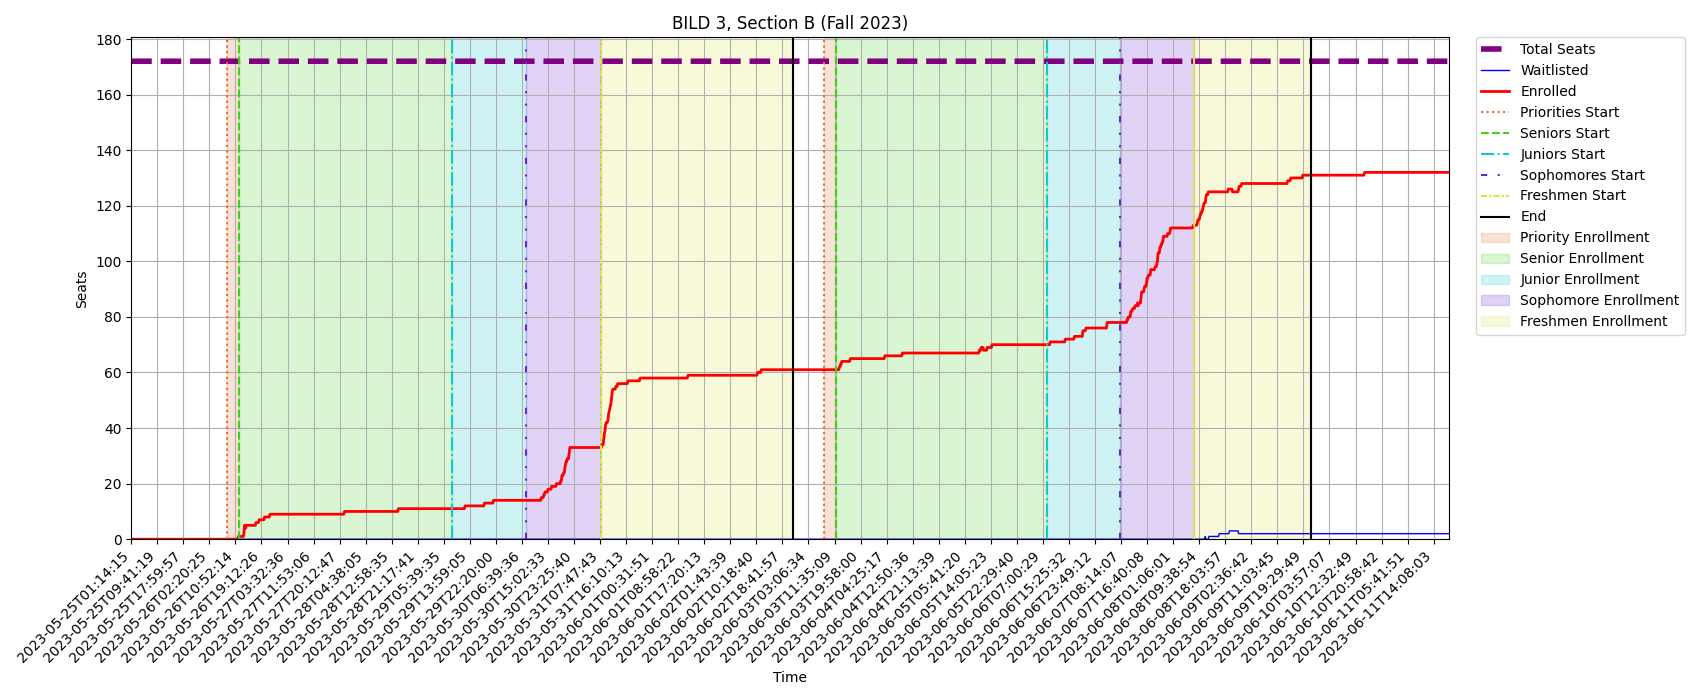 BILD 3, Section B (Fall 2023)
Seats
180
160
140
120
100
80
60
40
20
0
2023-05-25T01:14:15
2023-05-25T09:41:19
2023-05-25T17:59:57
2023-05-26T02:20:25
2023-05-26T10:52:14
2023-05-26T19:12:26
2023-05-27T03:32:36
2023-05-27T11:53:06
2023-05-27T20:12:47
2023-05-28T04:38:05
2023-05-28T12:58:35
2023-05-28T21:17:41
2023-05-29T05:39:35
2023-05-29T13:59:05
2023-05-29T22:20:00
2023-05-30T06:39:36
2023-05-30T15:02:33
2023-05-30T23:25:40
2023-05-31T07:47:43
2023-05-31T16:10:13
2023-06-01T00:31:51
2023-06-01T08:58:22
2023-06-01T17:20:13
2023-06-02T01:43:39
2023-06-02T10:18:40
2023-06-02T18:41:57
2023-06-03T03:06:34
2023-06-03T11:35:09
2023-06-03T19:58:00
2023-06-04T04:25:17
2023-06-04T12:50:36
2023-06-04T21:13:39
2023-06-05T05:41:20
2023-06-05T14:05:23
2023-06-05T22:29:40
2023-06-06T07:00:29
2023-06-06T15:25:32
2023-06-06T23:49:12
2023-06-07T08:14:07
2023-06-07T16:40:08
2023-06-08T01:06:01
2023-06-08T09:38:54
2023-06-08T18:03:57
2023-06-09T02:36:42
2023-06-09T11:03:45
2023-06-09T19:29:49
2023-06-10T03:57:07
2023-06-10T12:32:49
2023-06-10T20:58:42
2023-06-11T05:41:51
2023-06-11T14:08:03
Time
Total Seats
Waitlisted
Enrolled
Priorities Start
Seniors Start
Juniors Start
Sophomores Start
Freshmen Start
End
Priority Enrollment
Senior Enrollment
Junior Enrollment
Sophomore Enrollment
Freshmen Enrollment